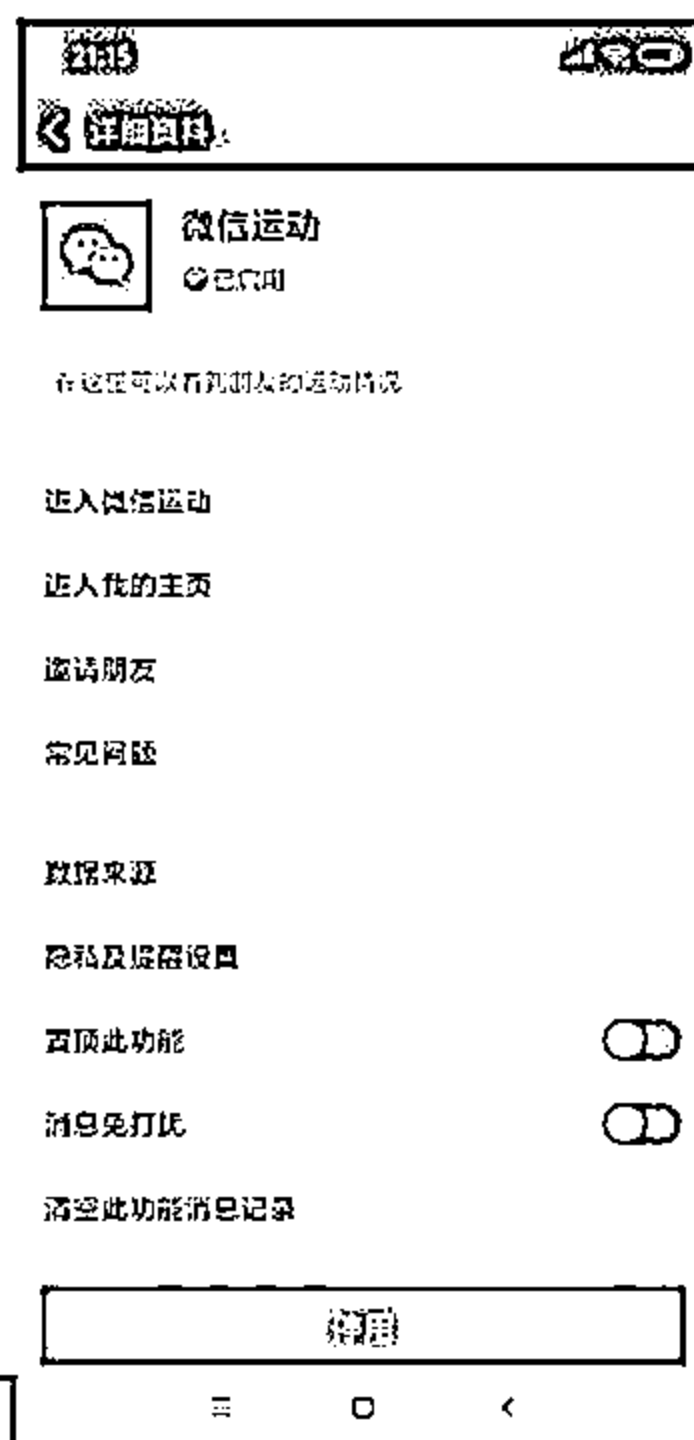 21:15
详细资料
微信运动
已启用
在这里可以看到朋友的运动情况
进入微信运动
进入我的主页
邀请朋友
常见问题
数据来源
隐私及提醒设置
置顶此功能
消息免打扰
清空此功能消息记录
停用